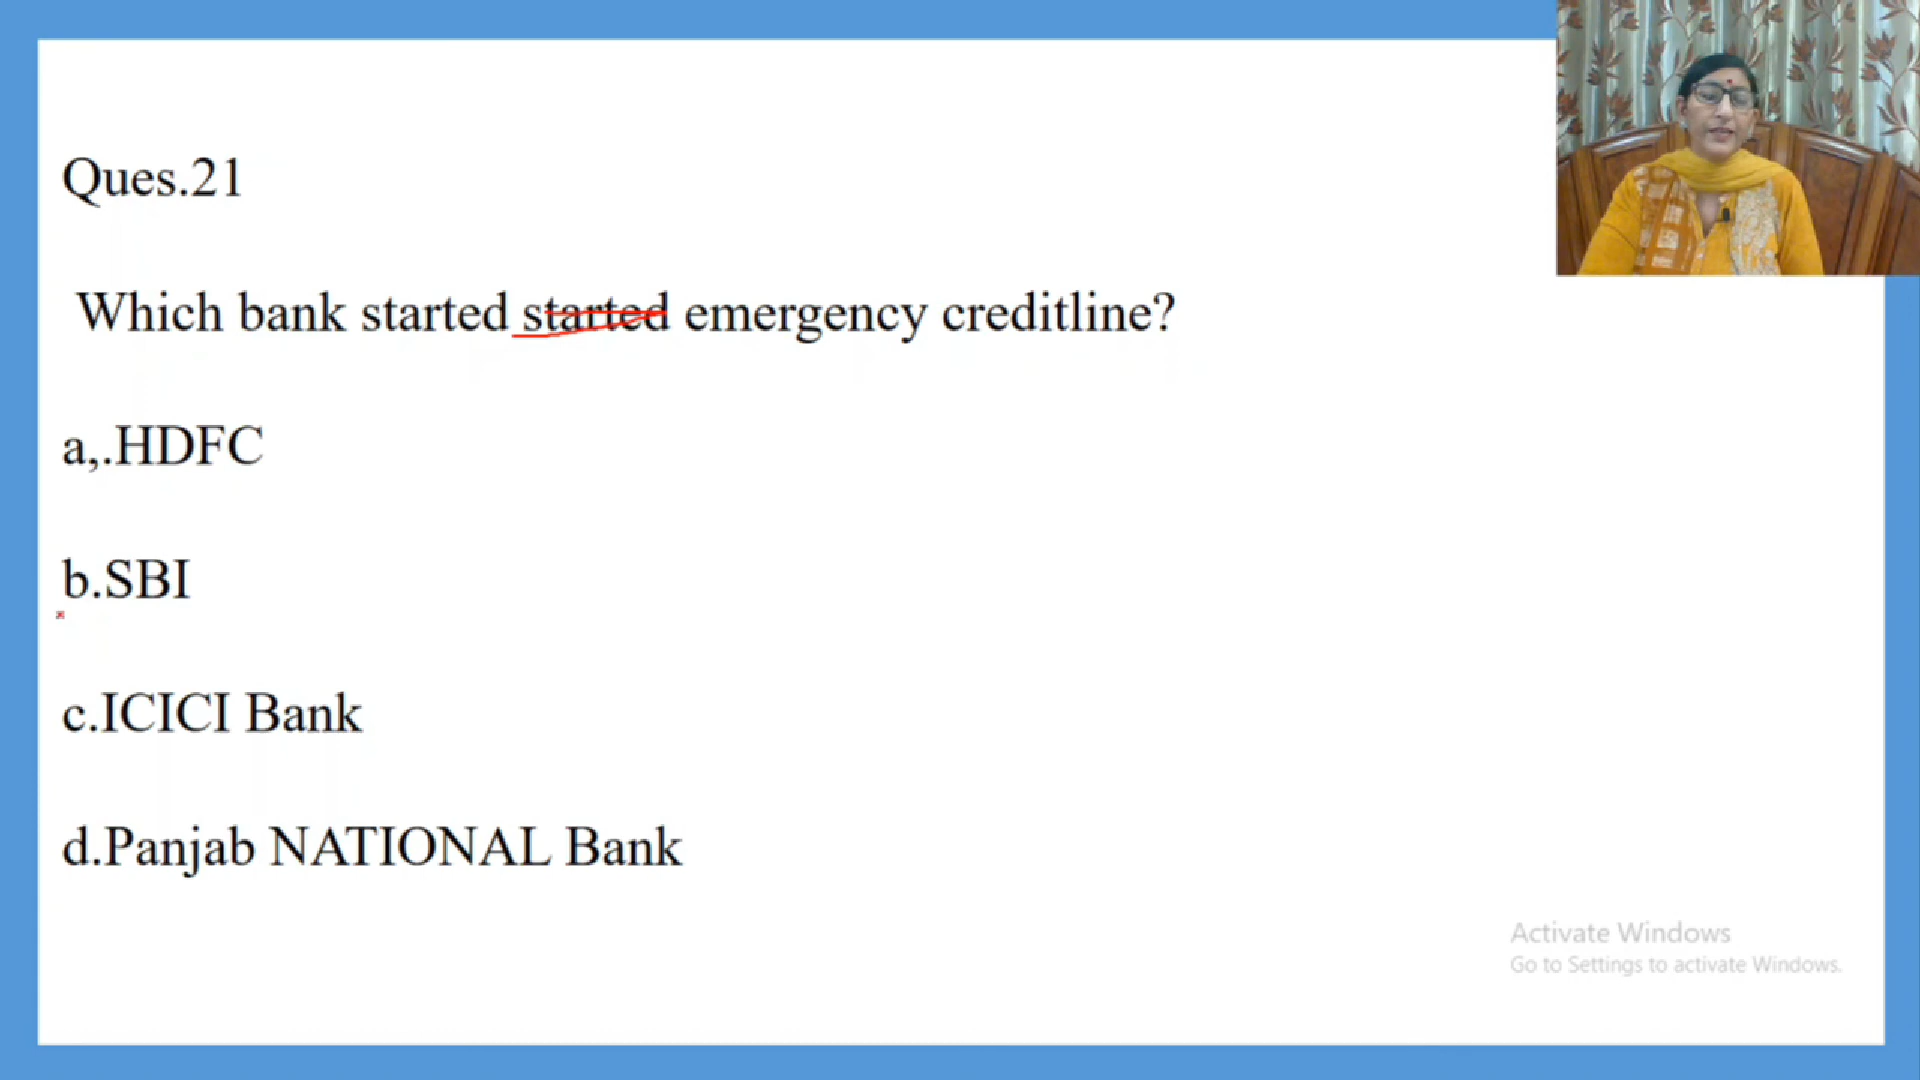 Ques.21
Which bank started started emergency creditline?
a,.HDFC
b.SBI
c.ICICI Bank
d.Panjab NATIONAL Bank
Activate Windows
Go to Settings to activate Windows.